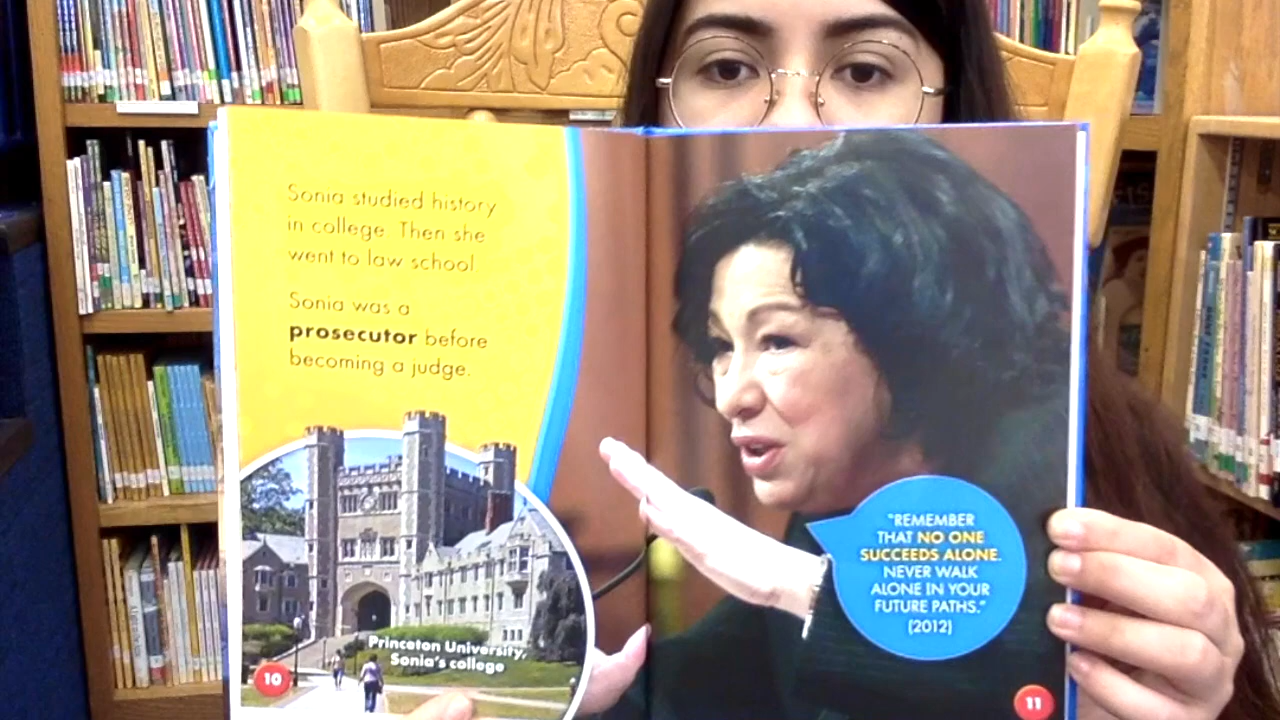 Sonia studied history
in college. Then she
went to law school.
Sonia was a
prosecutor before
becoming a judge.
Princeton University,
Sonia's college
10
"REMEMBER
THAT NO ONE
SUCCEEDS ALONE.
NEVER WALK
ALONE IN YOUR
FUTURE PATHS."
(2012)
11